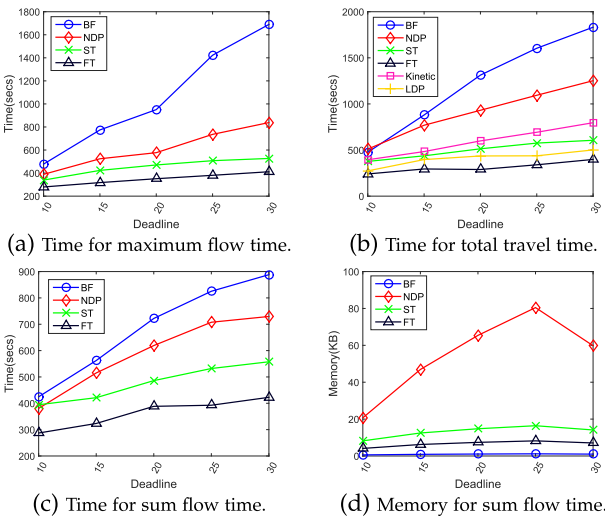 1800
1600
1400
1200
1000
800
600
400
200
Time(secs)
BF
NDP
ST
FT
10
15
20
25
30
Deadline
(a) Time for maximum flow time.
2000
1500
1000
500
0
Time(secs)
BF
NDP
ST
FT
Kinetic
LDP
10
15
20
25
30
Deadline
(b) Time for total travel time.
900
800
700
600
500
400
300
200
Time(secs)
BF
NDP
ST
FT
10
15
20
25
30
Deadline
(c) Time for sum flow time.
100
80
60
40
20
0
Memory(KB)
BF
NDP
ST
FT
10
15
20
25
30
Deadline
(d) Memory for sum flow time.